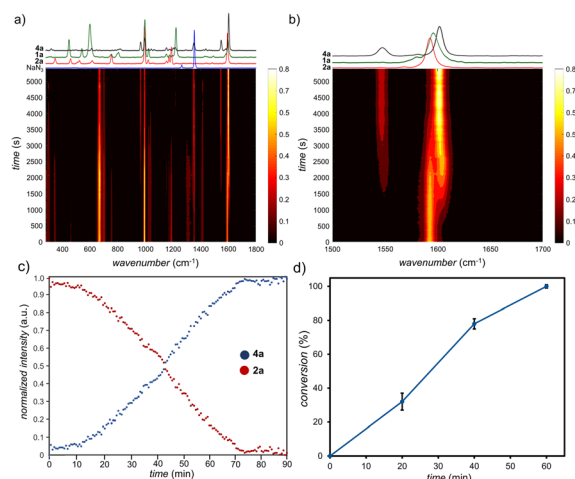 a)
4a
1a
2a
NaN3
5000
4500
4000
3500
3000
2500
2000
1500
1000
500
0
time (s)
400 600 800 1000 1200 1400 1600 1800
wavenumber (cm-1)
0.8
0.7
0.6
0.5
0.4
0.3
0.2
0.1
0
b)
4a
1a
2a
5000
4500
4000
3500
3000
2500
2000
1500
1000
500
0
time (s)
1500 1550 1600 1650 1700
wavenumber (cm-1)
0.8
0.7
0.6
0.5
0.4
0.3
0.2
0.1
0
c)
1.0
0.9
0.8
0.7
0.6
0.5
0.4
0.3
0.2
0.1
0
normalized intensity (a.u.)
4a
2a
0 10 20 30 40 50 60 70 80 90
time (min)
d)
100
80
60
40
20
0
conversion (%)
0 20 40 60
time (min)